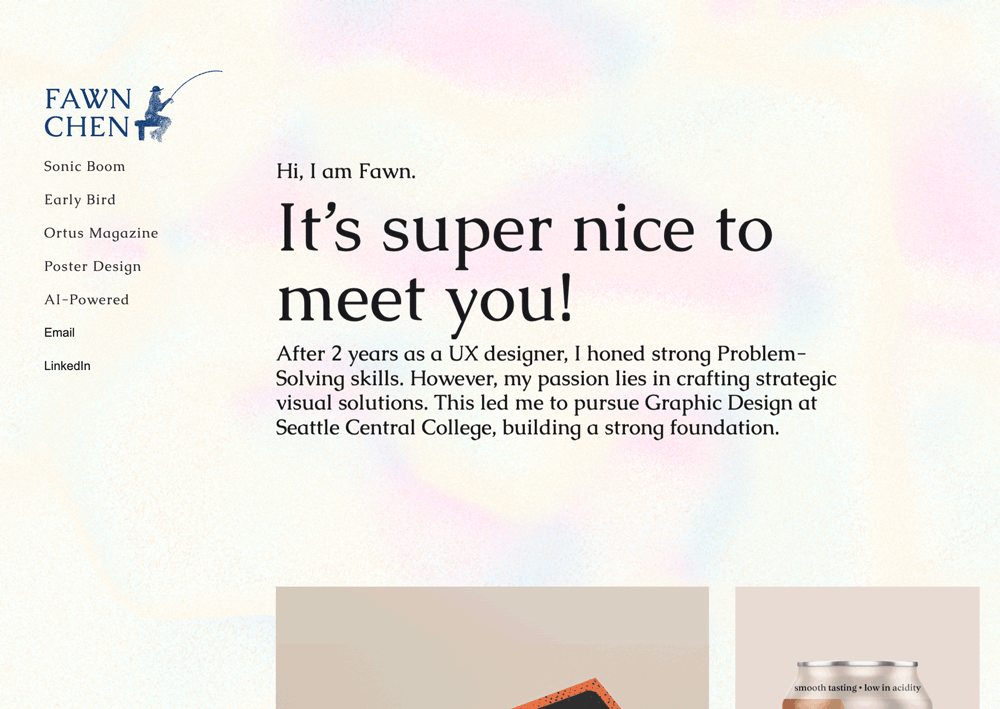 FAWN
CHEN
Sonic Boom
Early Bird
Ortus Magazine
Poster Design
AI-Powered
Email
LinkedIn
Hi, I am Fawn.
It’s super nice to
meet you!
After 2 years as a UX designer, I honed strong Problem-
Solving skills. However, my passion lies in crafting strategic
visual solutions. This led me to pursue Graphic Design at
Seattle Central College, building a strong foundation.
smooth tasting • low in acidity